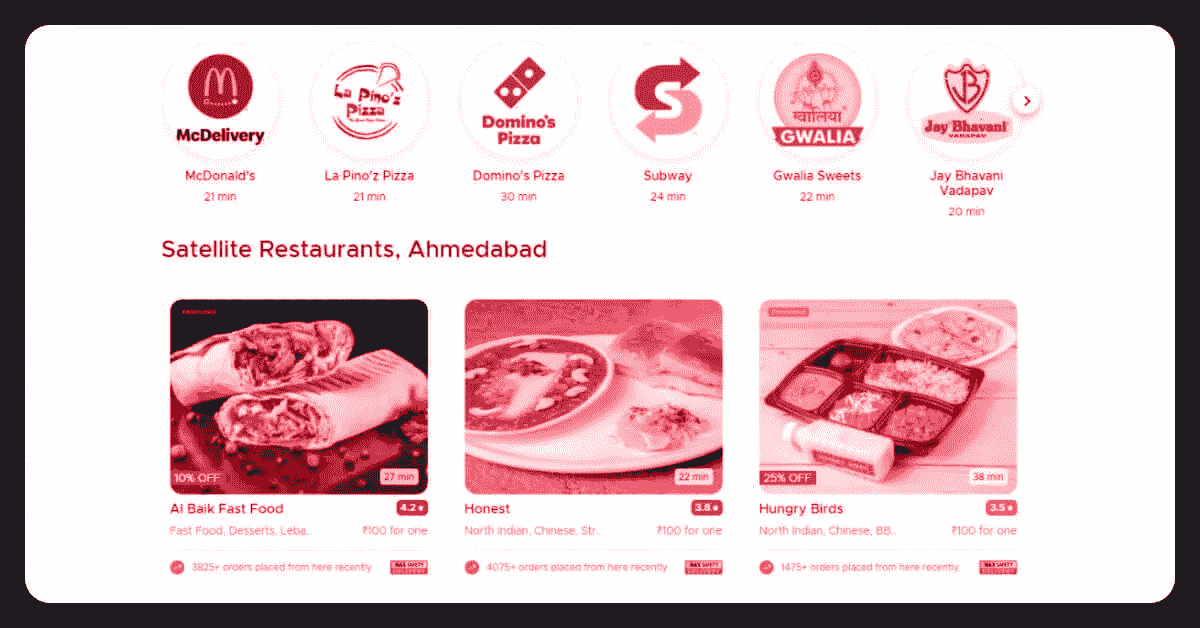 McDelivery
La Pino'z
Pizza
Domino's
Pizza
S
ग्वालिया
GWALIA
JB
Jay Bhavani
VADAPAV
McDonald's
La Pino'z Pizza
Domino's Pizza
Subway
Gwalia Sweets
Jay Bhavani
Vadapav
21 min
21 min
30 min
24 min
22 min
20 min
Satellite Restaurants, Ahmedabad
Promoted
Promoted
10% OFF
27 min
22 min
25% OFF
38 min
Al Baik Fast Food
4.2★
Honest
3.8★
Hungry Birds
3.5★
Fast Food, Desserts, Leba...
₹100 for one
North Indian, Chinese, Str...
₹100 for one
North Indian, Chinese, BB...
₹100 for one
3825+ orders placed from here recently
MAX SAFETY
DELIVERY
4075+ orders placed from here recently
MAX SAFETY
DELIVERY
1475+ orders placed from here recently
MAX SAFETY
DELIVERY